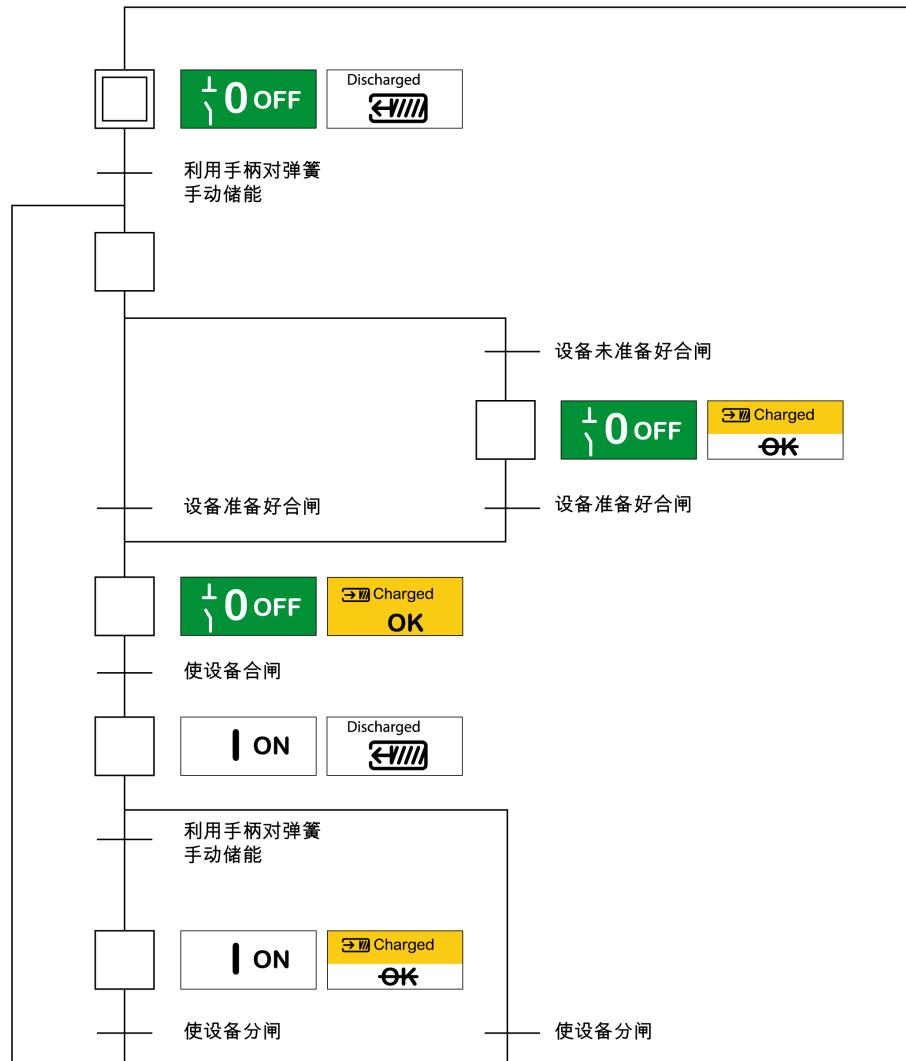 0 OFF
Discharged
利用手柄对弹簧
手动储能
设备未准备好合闸
0 OFF
Charged
OK
设备准备好合闸
设备准备好合闸
0 OFF
Charged
OK
使设备合闸
I ON
Discharged
利用手柄对弹簧
手动储能
I ON
Charged
OK
使设备分闸
使设备分闸